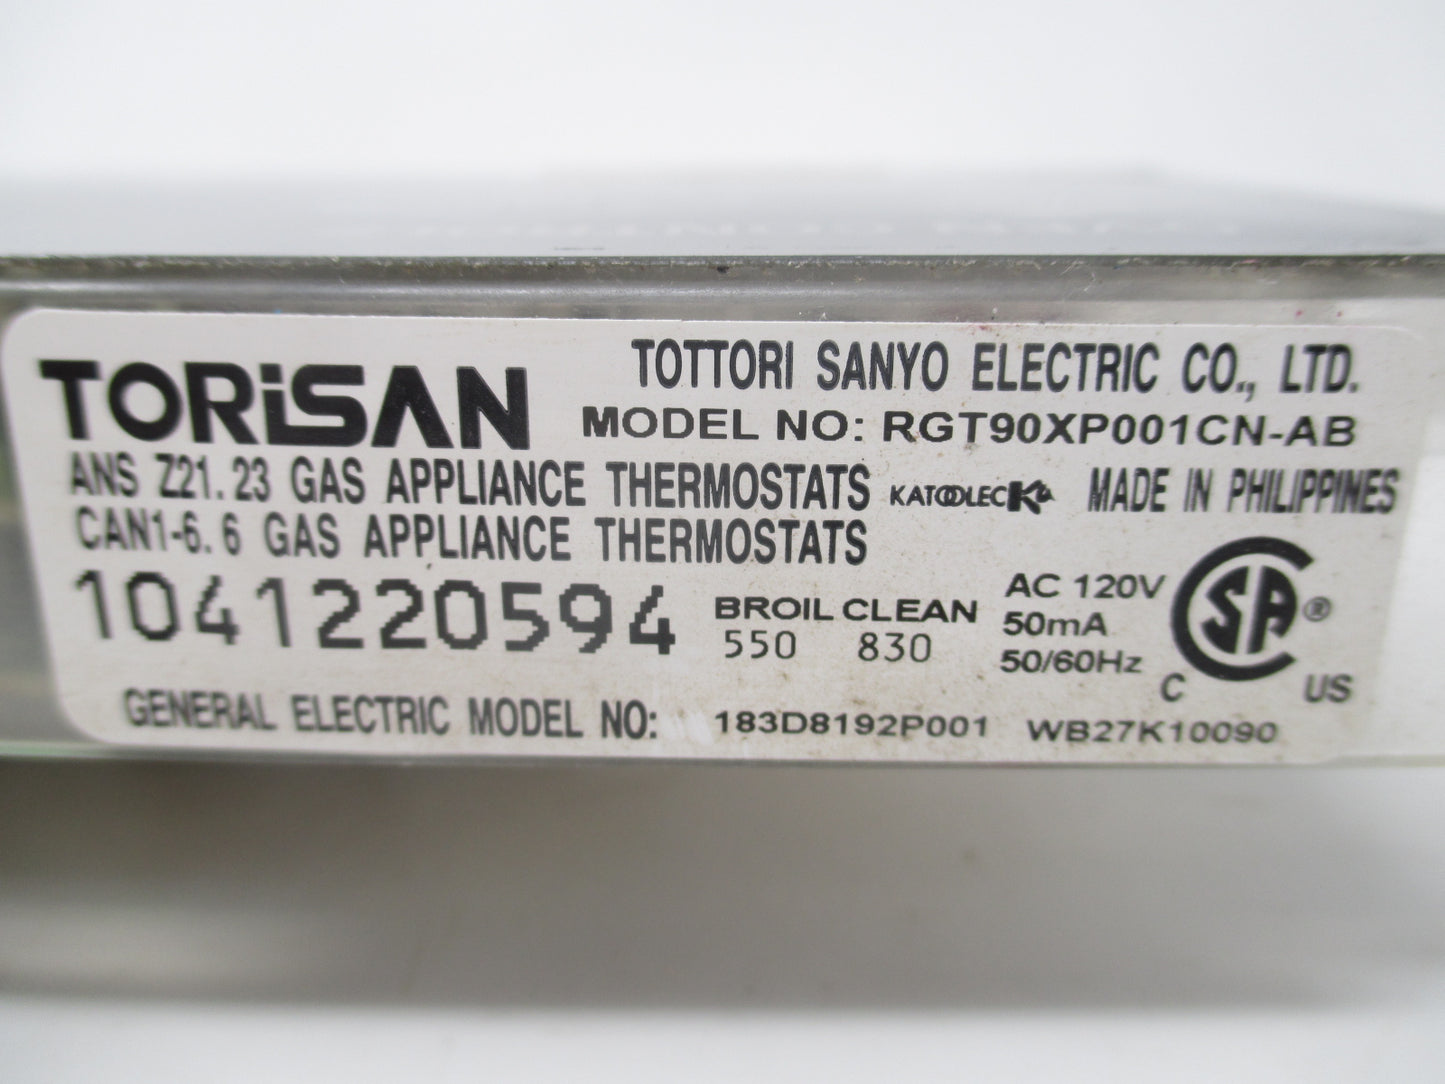 TORiSAN
TOTTORI SANYO ELECTRIC CO., LTD.
MODEL NO: RGT90XP001CN-AB
ANS Z21.23 GAS APPLIANCE THERMOSTATS KATOOLEC K MADE IN PHILIPPINES
CAN1-6.6 GAS APPLIANCE THERMOSTATS
1041220594
BROIL CLEAN
550 830
AC 120V
50mA
50/60Hz
SA ®
C US
GENERAL ELECTRIC MODEL NO: 183D8192P001 WB27K10090